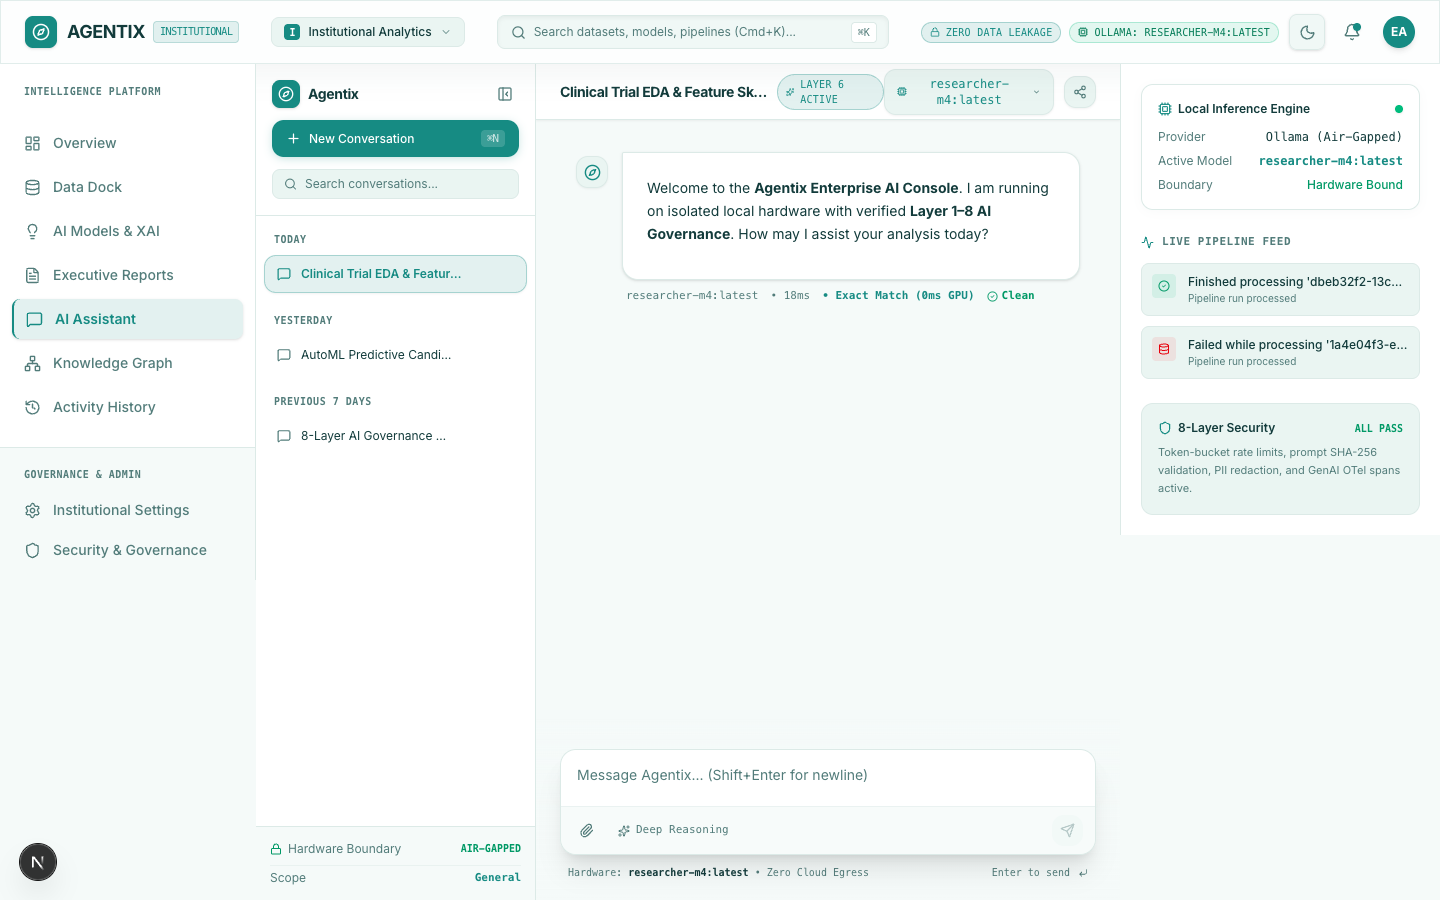 AGENTIX
INSTITUTIONAL
I Institutional Analytics
Search datasets, models, pipelines (Cmd+K)...
⌘K
ZERO DATA LEAKAGE
OLLAMA: RESEARCHER-M4:LATEST
EA
INTELLIGENCE PLATFORM
Overview
Data Dock
AI Models & XAI
Executive Reports
AI Assistant
Knowledge Graph
Activity History
GOVERNANCE & ADMIN
Institutional Settings
Security & Governance
N
Agentix
New Conversation
⌘N
Search conversations...
TODAY
Clinical Trial EDA & Featur...
YESTERDAY
AutoML Predictive Candi...
PREVIOUS 7 DAYS
8-Layer AI Governance ...
Hardware Boundary
AIR-GAPPED
Scope
General
Clinical Trial EDA & Feature Sk...
LAYER 6
ACTIVE
researcher-
m4:latest
Welcome to the Agentix Enterprise AI Console. I am running
on isolated local hardware with verified Layer 1–8 AI
Governance. How may I assist your analysis today?
researcher-m4:latest • 18ms • Exact Match (0ms GPU) Clean
Message Agentix... (Shift+Enter for newline)
Deep Reasoning
Hardware: researcher-m4:latest • Zero Cloud Egress
Enter to send ↵
Local Inference Engine
Provider
Ollama (Air-Gapped)
Active Model
researcher-m4:latest
Boundary
Hardware Bound
LIVE PIPELINE FEED
Finished processing 'dbeb32f2-13c...
Pipeline run processed
Failed while processing '1a4e04f3-e...
Pipeline run processed
8-Layer Security
ALL PASS
Token-bucket rate limits, prompt SHA-256
validation, PII redaction, and GenAI OTel spans
active.